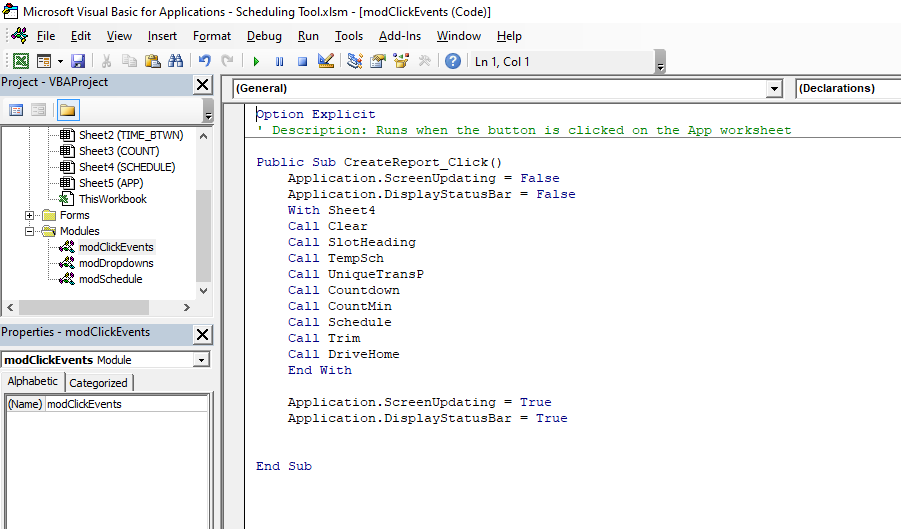 Microsoft Visual Basic for Applications - Scheduling Tool.xlsm - [modClickEvents (Code)]
File Edit View Insert Format Debug Run Tools Add-Ins Window Help
Ln 1, Col 1
Project - VBAProject
Sheet2 (TIME_BTWN)
Sheet3 (COUNT)
Sheet4 (SCHEDULE)
Sheet5 (APP)
ThisWorkbook
Forms
Modules
modClickEvents
modDropdowns
modSchedule
Properties - modClickEvents
modClickEvents Module
Alphabetic Categorized
(Name) modClickEvents
(General) (Declarations)
Option Explicit
' Description: Runs when the button is clicked on the App worksheet
Public Sub CreateReport_Click()
Application.ScreenUpdating = False
Application.DisplayStatusBar = False
With Sheet4
Call Clear
Call SlotHeading
Call TempSch
Call UniqueTransP
Call Countdown
Call CountMin
Call Schedule
Call Trim
Call DriveHome
End With
Application.ScreenUpdating = True
Application.DisplayStatusBar = True
End Sub